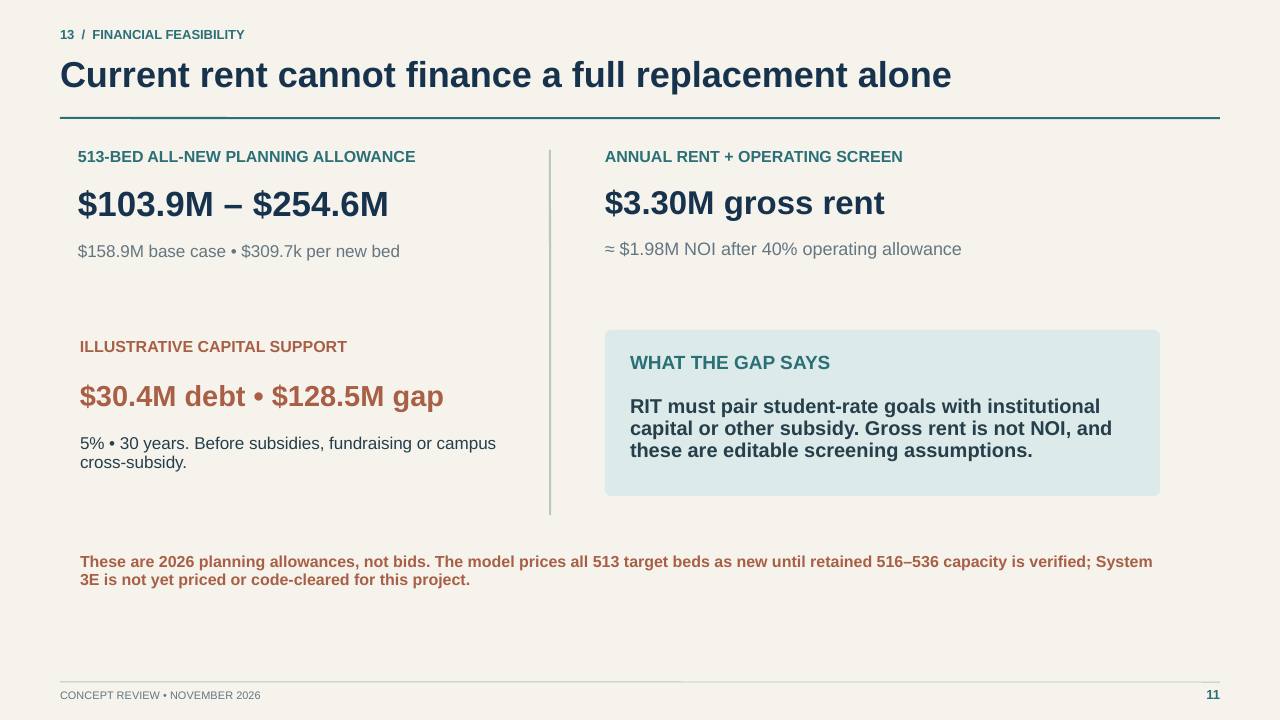 13 / FINANCIAL FEASIBILITY
Current rent cannot finance a full replacement alone
513-BED ALL-NEW PLANNING ALLOWANCE
$103.9M – $254.6M
$158.9M base case • $309.7k per new bed
ANNUAL RENT + OPERATING SCREEN
$3.30M gross rent
≈ $1.98M NOI after 40% operating allowance
ILLUSTRATIVE CAPITAL SUPPORT
$30.4M debt • $128.5M gap
5% • 30 years. Before subsidies, fundraising or campus
cross-subsidy.
WHAT THE GAP SAYS
RIT must pair student-rate goals with institutional
capital or other subsidy. Gross rent is not NOI, and
these are editable screening assumptions.
These are 2026 planning allowances, not bids. The model prices all 513 target beds as new until retained 516–536 capacity is verified; System
3E is not yet priced or code-cleared for this project.
CONCEPT REVIEW • NOVEMBER 2026
11